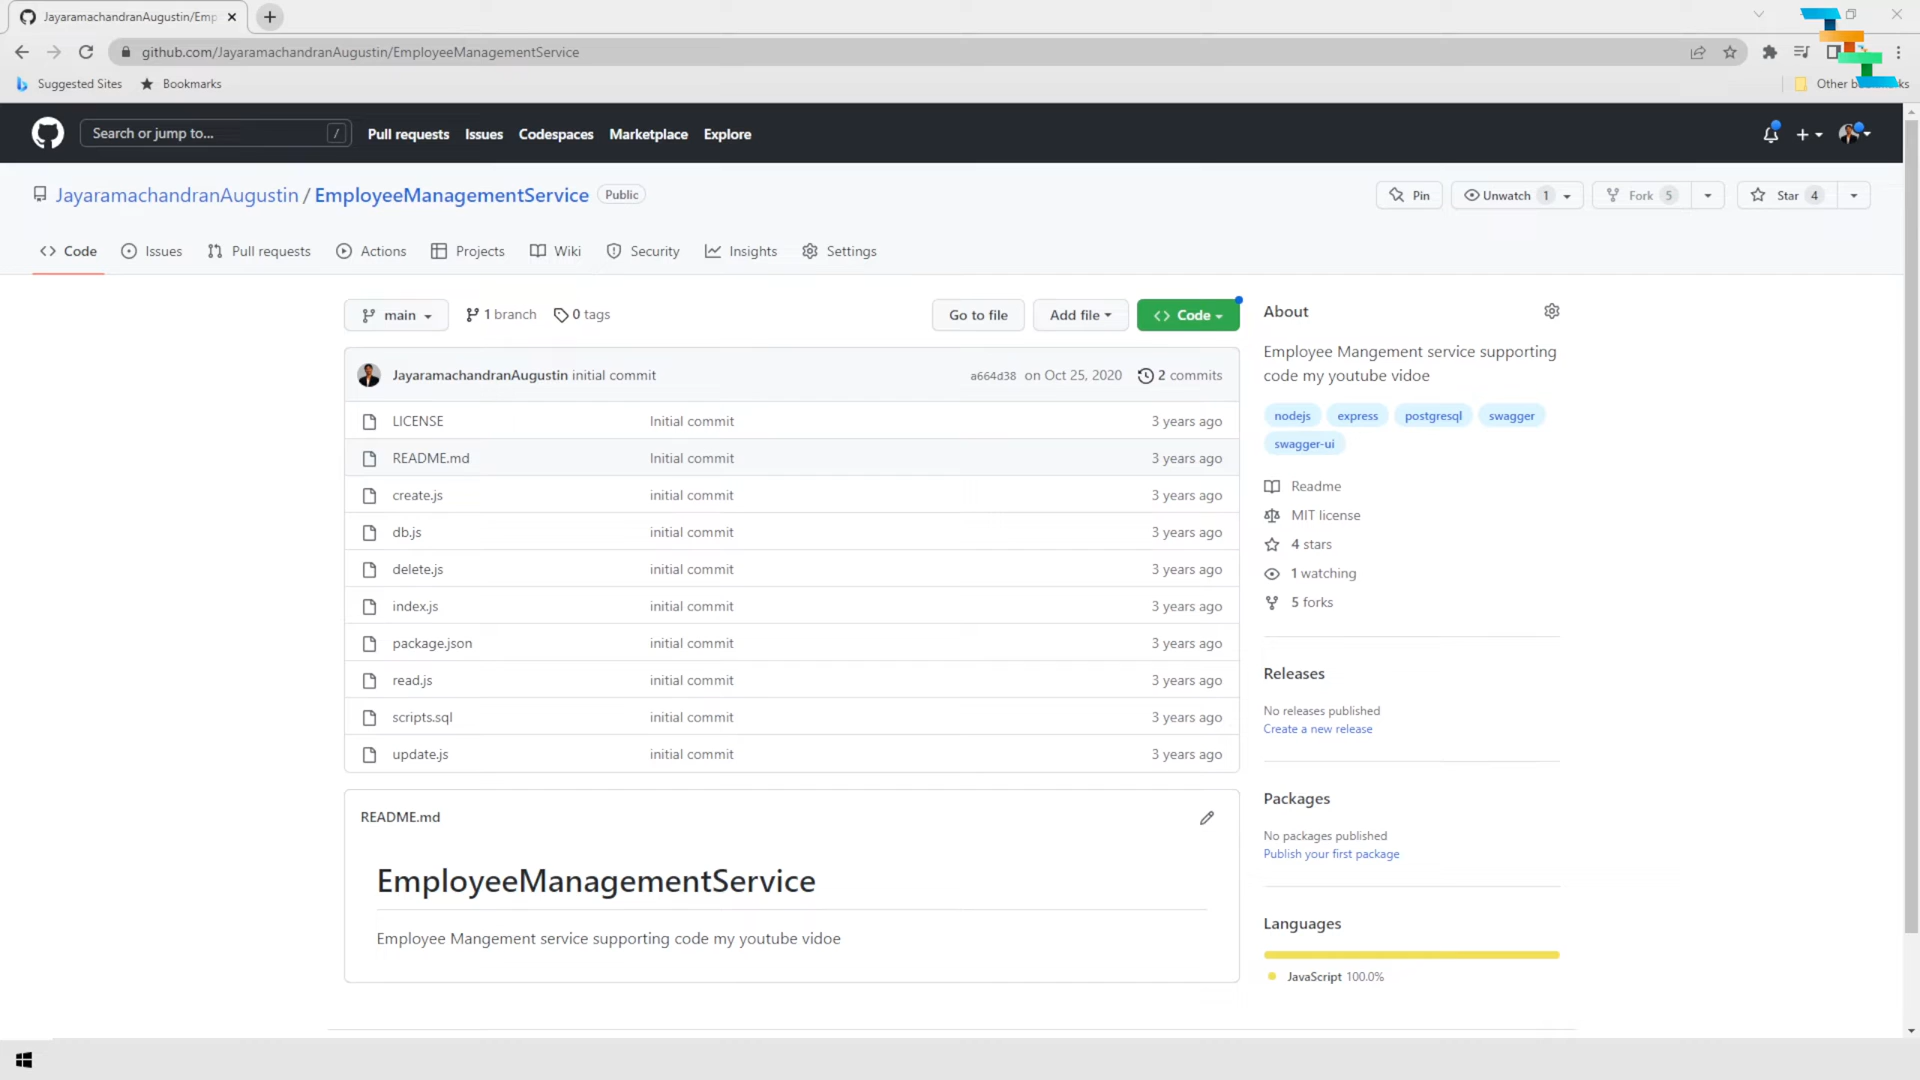 JayaramachandranAugustin/Emp
github.com/JayaramachandranAugustin/EmployeeManagementService
Suggested Sites
Bookmarks
Other
Search or jump to...
/
Pull requests
Issues
Codespaces
Marketplace
Explore
JayaramachandranAugustin / EmployeeManagementService
Public
Pin
Unwatch 1
Fork 5
Star 4
Code
Issues
Pull requests
Actions
Projects
Wiki
Security
Insights
Settings
main
1 branch
0 tags
Go to file
Add file
Code
JayaramachandranAugustin initial commit
a664d38 on Oct 25, 2020
2 commits
LICENSE Initial commit 3 years ago
README.md Initial commit 3 years ago
create.js initial commit 3 years ago
db.js initial commit 3 years ago
delete.js initial commit 3 years ago
index.js initial commit 3 years ago
package.json initial commit 3 years ago
read.js initial commit 3 years ago
scripts.sql initial commit 3 years ago
update.js initial commit 3 years ago
README.md
EmployeeManagementService
Employee Mangement service supporting code my youtube vidoe
About
Employee Mangement service supporting
code my youtube vidoe
nodejs express postgresql swagger
swagger-ui
Readme
MIT license
4 stars
1 watching
5 forks
Releases
No releases published
Create a new release
Packages
No packages published
Publish your first package
Languages
JavaScript 100.0%